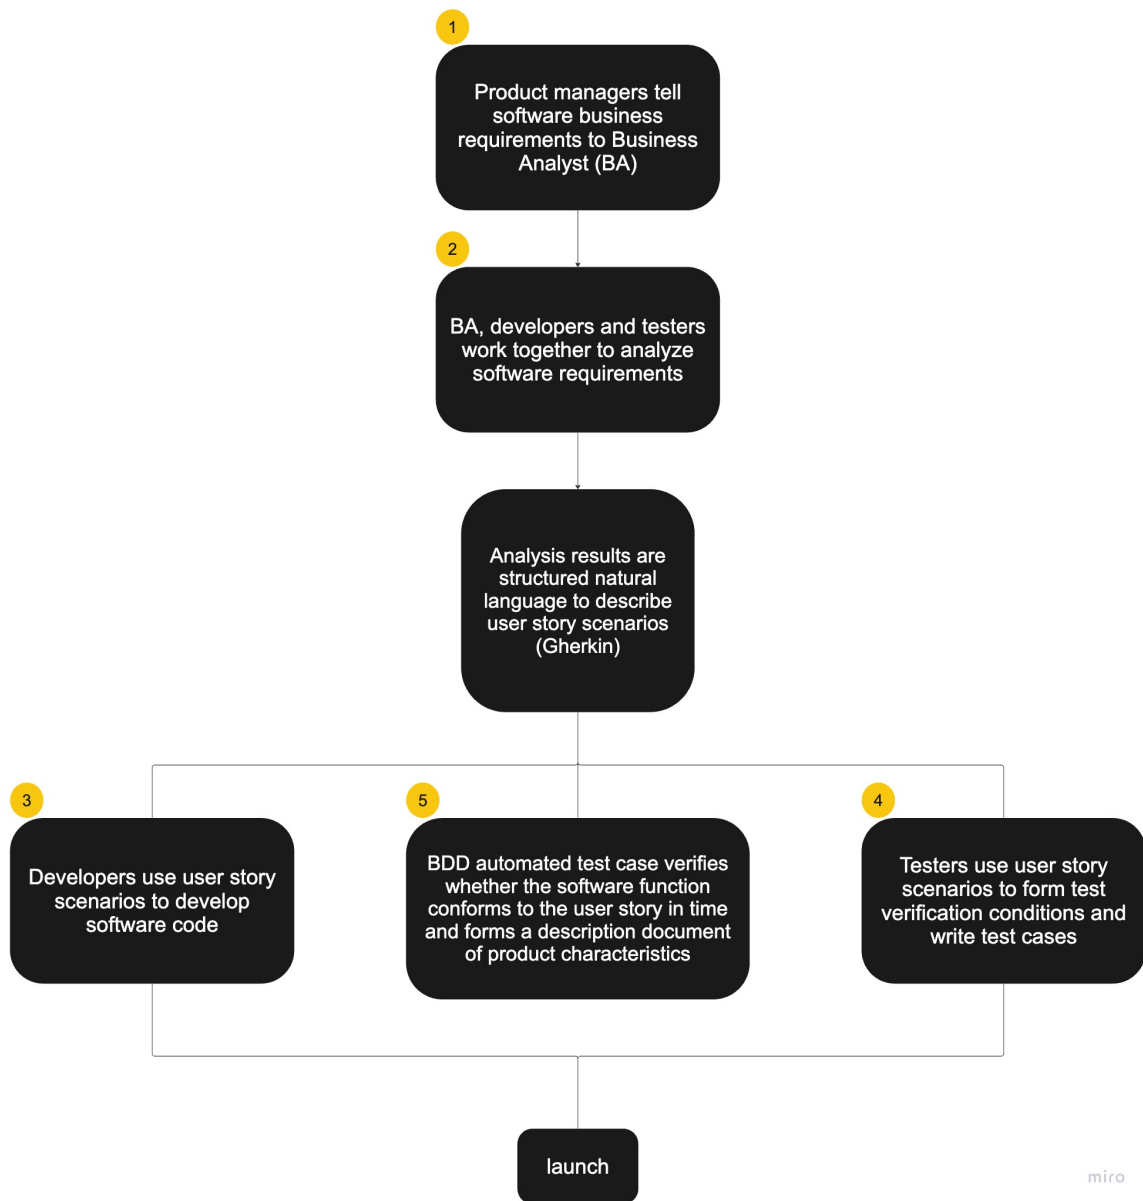 1
Product managers tell
software business
requirements to Business
Analyst (BA)
2
BA, developers and testers
work together to analyze
software requirements
Analysis results are
structured natural
language to describe
user story scenarios
(Gherkin)
3
Developers use user story
scenarios to develop
software code
5
BDD automated test case verifies
whether the software function
conforms to the user story in time
and forms a description document
of product characteristics
4
Testers use user story
scenarios to form test
verification conditions and
write test cases
launch
miro